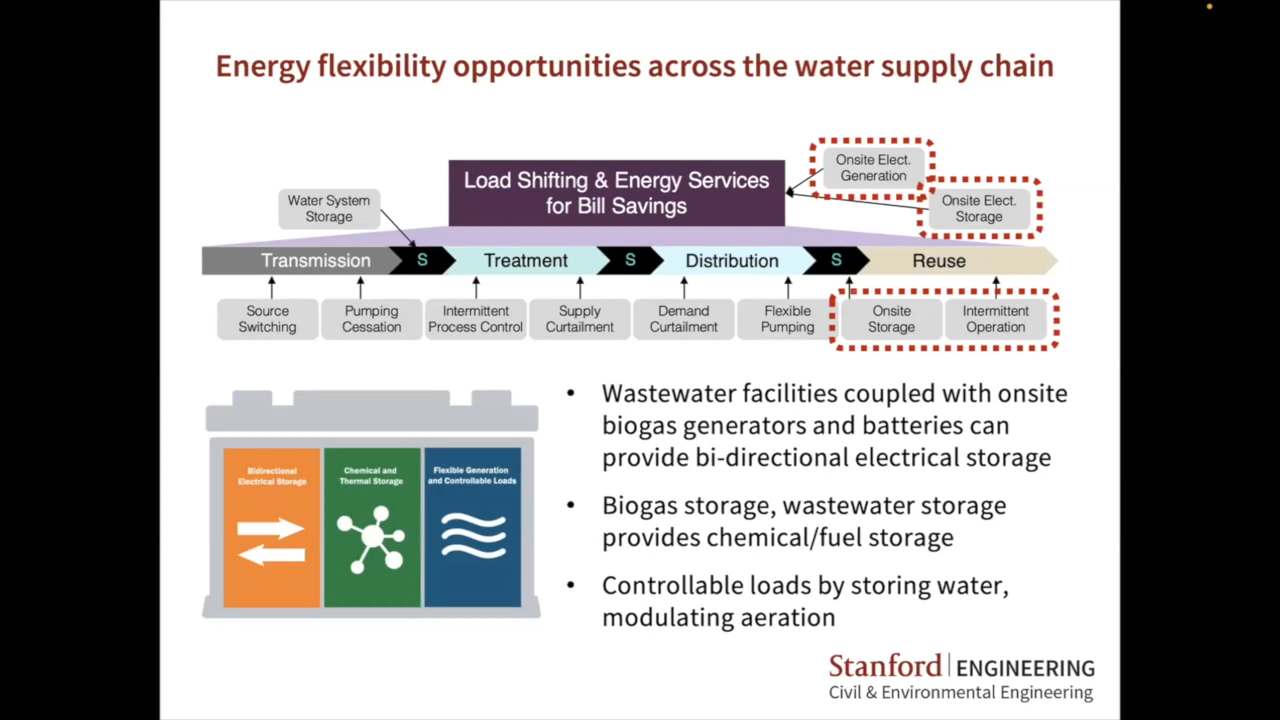 Energy flexibility opportunities across the water supply chain
Onsite Elect.
Generation
Load Shifting & Energy Services
for Bill Savings
Water System
Storage
Onsite Elect.
Storage
Transmission
S
Treatment
S
Distribution
S
Reuse
Source
Switching
Pumping
Cessation
Intermittent
Process Control
Supply
Curtailment
Demand
Curtailment
Flexible
Pumping
Onsite
Storage
Intermittent
Operation
Bidirectional
Electrical Storage
Chemical and
Thermal Storage
Flexible Generation
and Controllable Loads
• Wastewater facilities coupled with onsite
biogas generators and batteries can
provide bi-directional electrical storage
• Biogas storage, wastewater storage
provides chemical/fuel storage
• Controllable loads by storing water,
modulating aeration
Stanford | ENGINEERING
Civil & Environmental Engineering